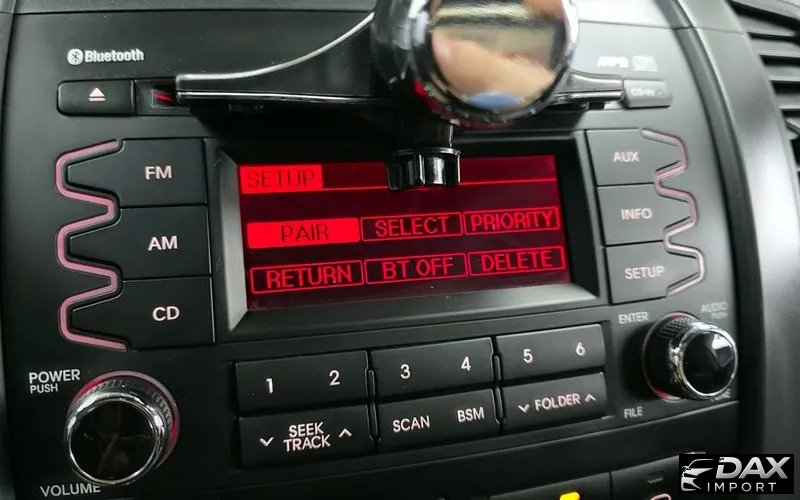 Bluetooth
MP3
FM
AM
CD
SETUP
PAIR SELECT PRIORITY
RETURN BT OFF DELETE
AUX
INFO
SETUP
ENTER
AUDIO
PUSH
POWER
PUSH
VOLUME
1 2 3 4 5 6
SEEK
TRACK
SCAN BSM
FOLDER
FILE
DAX
IMPORT